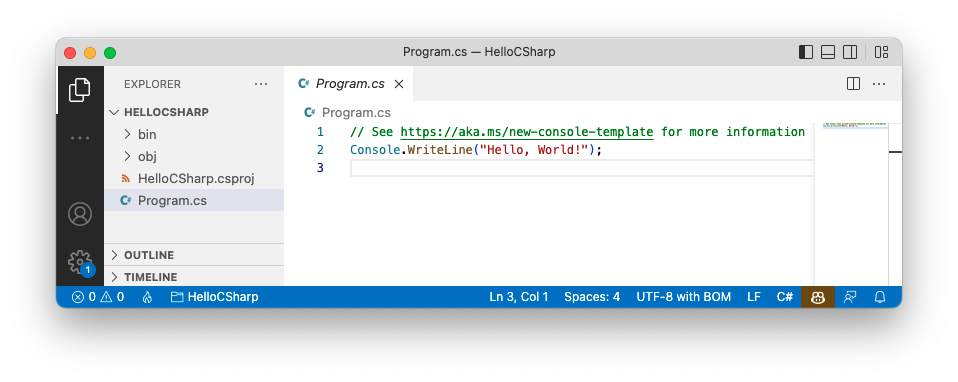 Program.cs — HelloCSharp
EXPLORER
HELLOCSHARP
bin
obj
HelloCSharp.csproj
C# Program.cs
OUTLINE
TIMELINE
C# Program.cs
C# Program.cs
1 // See https://aka.ms/new-console-template for more information
2 Console.WriteLine("Hello, World!");
3
1
0 0 HelloCSharp Ln 3, Col 1 Spaces: 4 UTF-8 with BOM LF C#